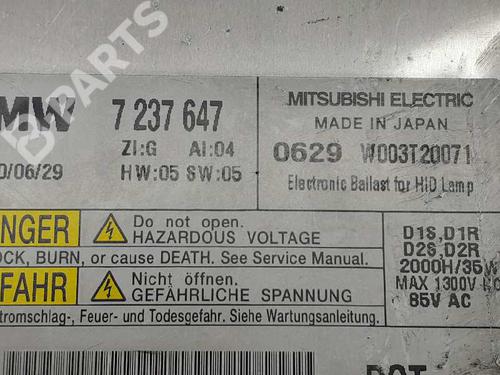 B-PARTS
MW 7 237 647
ZI:G AI:04
0/06/29 HW:05 SW:05
MITSUBISHI ELECTRIC
MADE IN JAPAN
0629 W003T20071
Electronic Ballast for HID Lamp
NGER Do not open.
HAZARDOUS VOLTAGE
OCK, BURN, or cause DEATH. See Service Manual.
FAHR Nicht öffnen.
GEFÄHRLICHE SPANNUNG
tromschlag-, Feuer- und Todesgefahr. Siehe Wartungsanleitung.
D1S,D1R
D2S,D2R
2000H/35W
MAX 1300V
85V AC
DOT